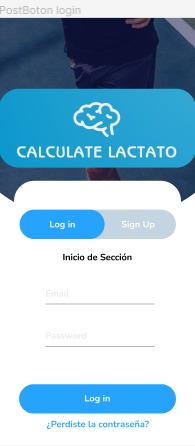 PostBoton login
CALCULATE LACTATO
Log in
Sign Up
Inicio de Sección
Email
Password
Log in
¿Perdiste la contraseña?